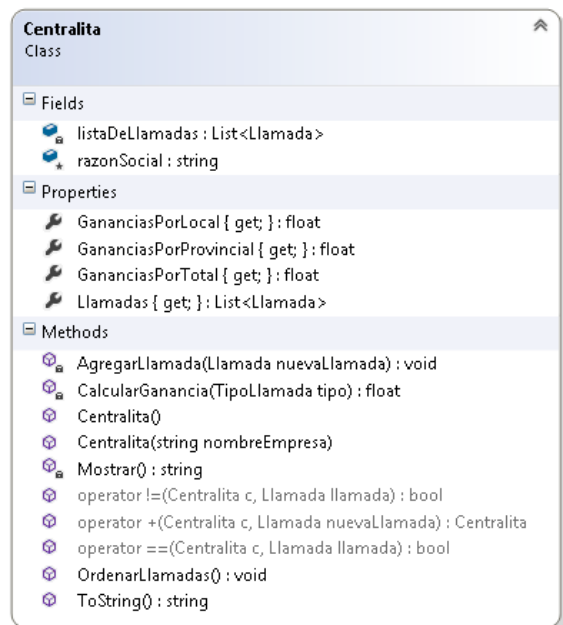 Centralita
Class
Fields
listaDeLlamadas : List<Llamada>
razonSocial : string
Properties
GananciasPorLocal { get; } : float
GananciasPorProvincial { get; } : float
GananciasPorTotal { get; } : float
Llamadas { get; } : List<Llamada>
Methods
AgregarLlamada(Llamada nuevaLlamada) : void
CalcularGanancia(TipoLlamada tipo) : float
Centralita()
Centralita(string nombreEmpresa)
Mostrar() : string
operator !=(Centralita c, Llamada llamada) : bool
operator +(Centralita c, Llamada nuevaLlamada) : Centralita
operator ==(Centralita c, Llamada llamada) : bool
OrdenarLlamadas() : void
ToString() : string